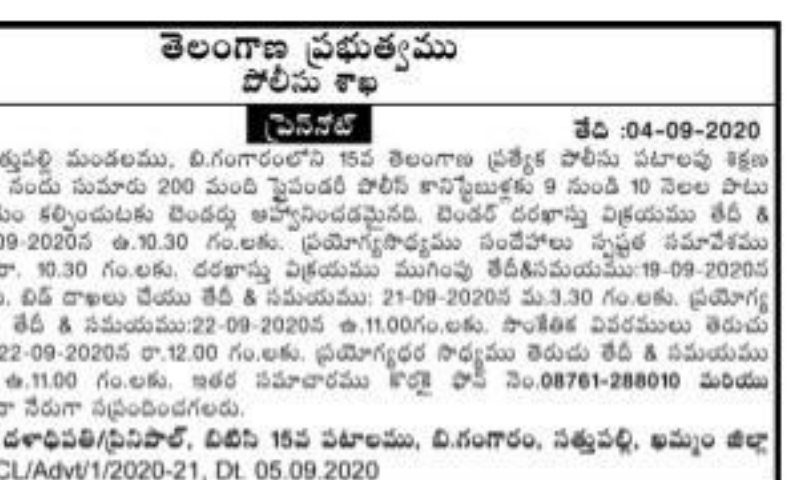 తెలంగాణ ప్రభుత్వము
పోలీసు శాఖ
ప్రెస్‌నోట్
తేది :04-09-2020
త్తుపల్లి మండలము, బి.గంగారంలోని 15వ తెలంగాణ ప్రత్యేక పోలీసు పటాలపు శిక్షణ
నందు సుమారు 200 మంది స్టైపండరీ పోలీస్ కానిస్టేబుళ్లకు 9 నుండి 10 నెలల పాటు
ం కల్పించుటకు టెండర్లు ఆహ్వానించడమైనది. టెండర్ దరఖాస్తు విక్రయము తేదీ &
09-2020న ఉ.10.30 గం.లకు. ప్రయోగ్యసాధ్యము సందేహాలు స్పష్టత సమావేశము
రా. 10.30 గం.లకు. దరఖాస్తు విక్రయము ముగింపు తేదీ&సమయము:19-09-2020న
. బిడ్ దాఖలు చేయు తేదీ & సమయము: 21-09-2020న మ.3.30 గం.లకు. ప్రయోగ్య
తేదీ & సమయము:22-09-2020న ఉ.11.00గం.లకు. సాంకేతిక వివరములు తెరుచు
22-09-2020న రా.12.00 గం.లకు. ప్రయోగ్యధర సాధ్యము తెరుచు తేదీ & సమయము
ఉ.11.00 గం.లకు. ఇతర సమాచారము కొరకై ఫోన్ నెం.08761-288010 మరియు
రా నేరుగా సప్రందించగలరు.
దళాధిపతి/ప్రినిపాల్, బిటిసి 15వ పటాలము, బి.గంగారం, సత్తుపల్లి, ఖమ్మం జిల్లా
CL/Advt/1/2020-21, Dt. 05.09.2020